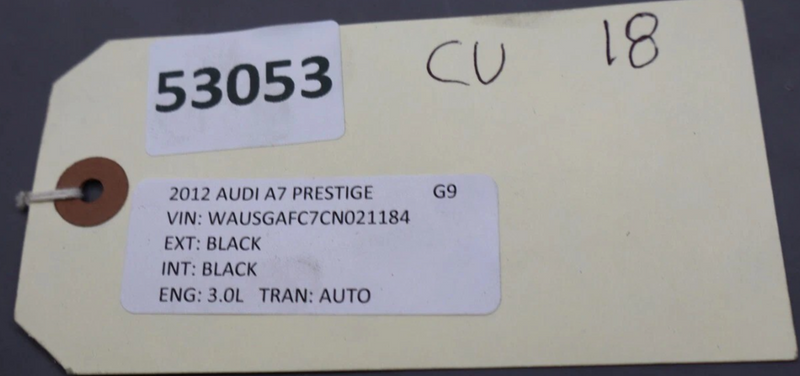 53053
CU 18
2012 AUDI A7 PRESTIGE G9
VIN: WAUSGAFC7CN021184
EXT: BLACK
INT: BLACK
ENG: 3.0L TRAN: AUTO